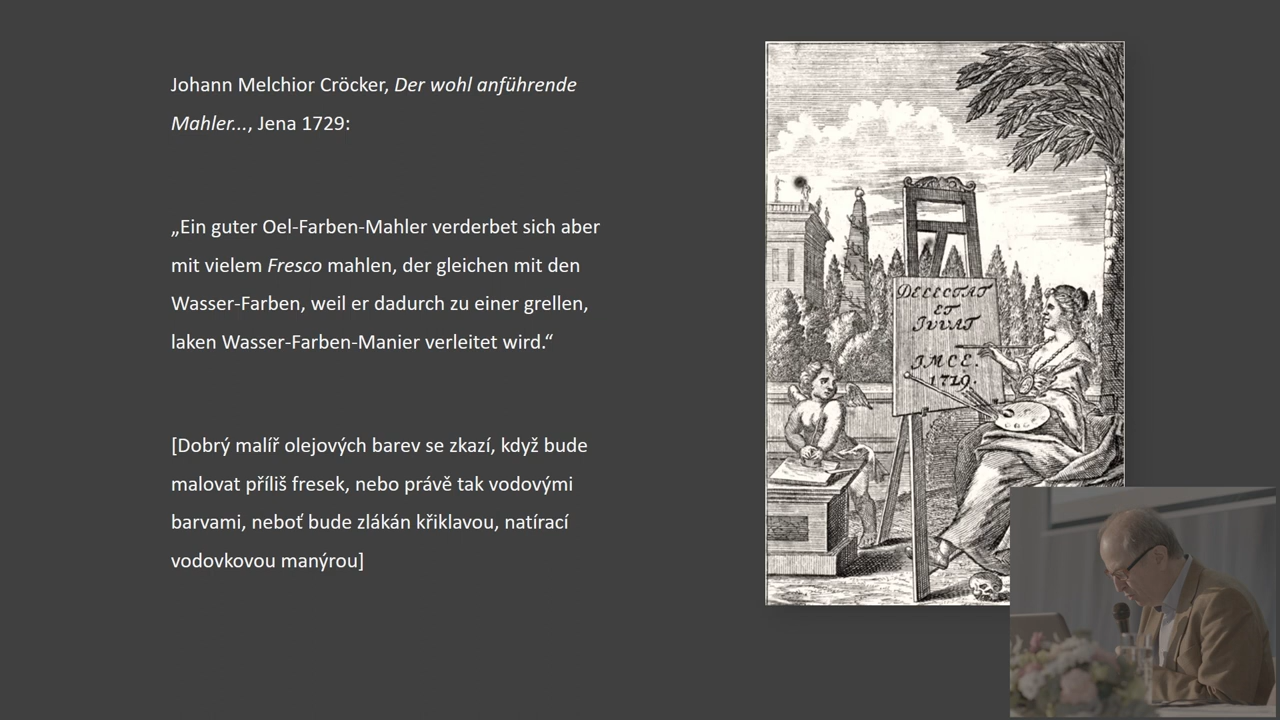 Johann Melchior Cröcker, Der wohl anführende
Mahler..., Jena 1729:
„Ein guter Oel-Farben-Mahler verderbet sich aber
mit vielem Fresco mahlen, der gleichen mit den
Wasser-Farben, weil er dadurch zu einer grellen,
laken Wasser-Farben-Manier verleitet wird.“
[Dobrý malíř olejových barev se zkazí, když bude
malovat příliš fresek, nebo právě tak vodovými
barvami, neboť bude zlákán křiklavou, natírací
vodovkovou manýrou]
DELECTAT
ET
JUVAT
JMCE.
1729.